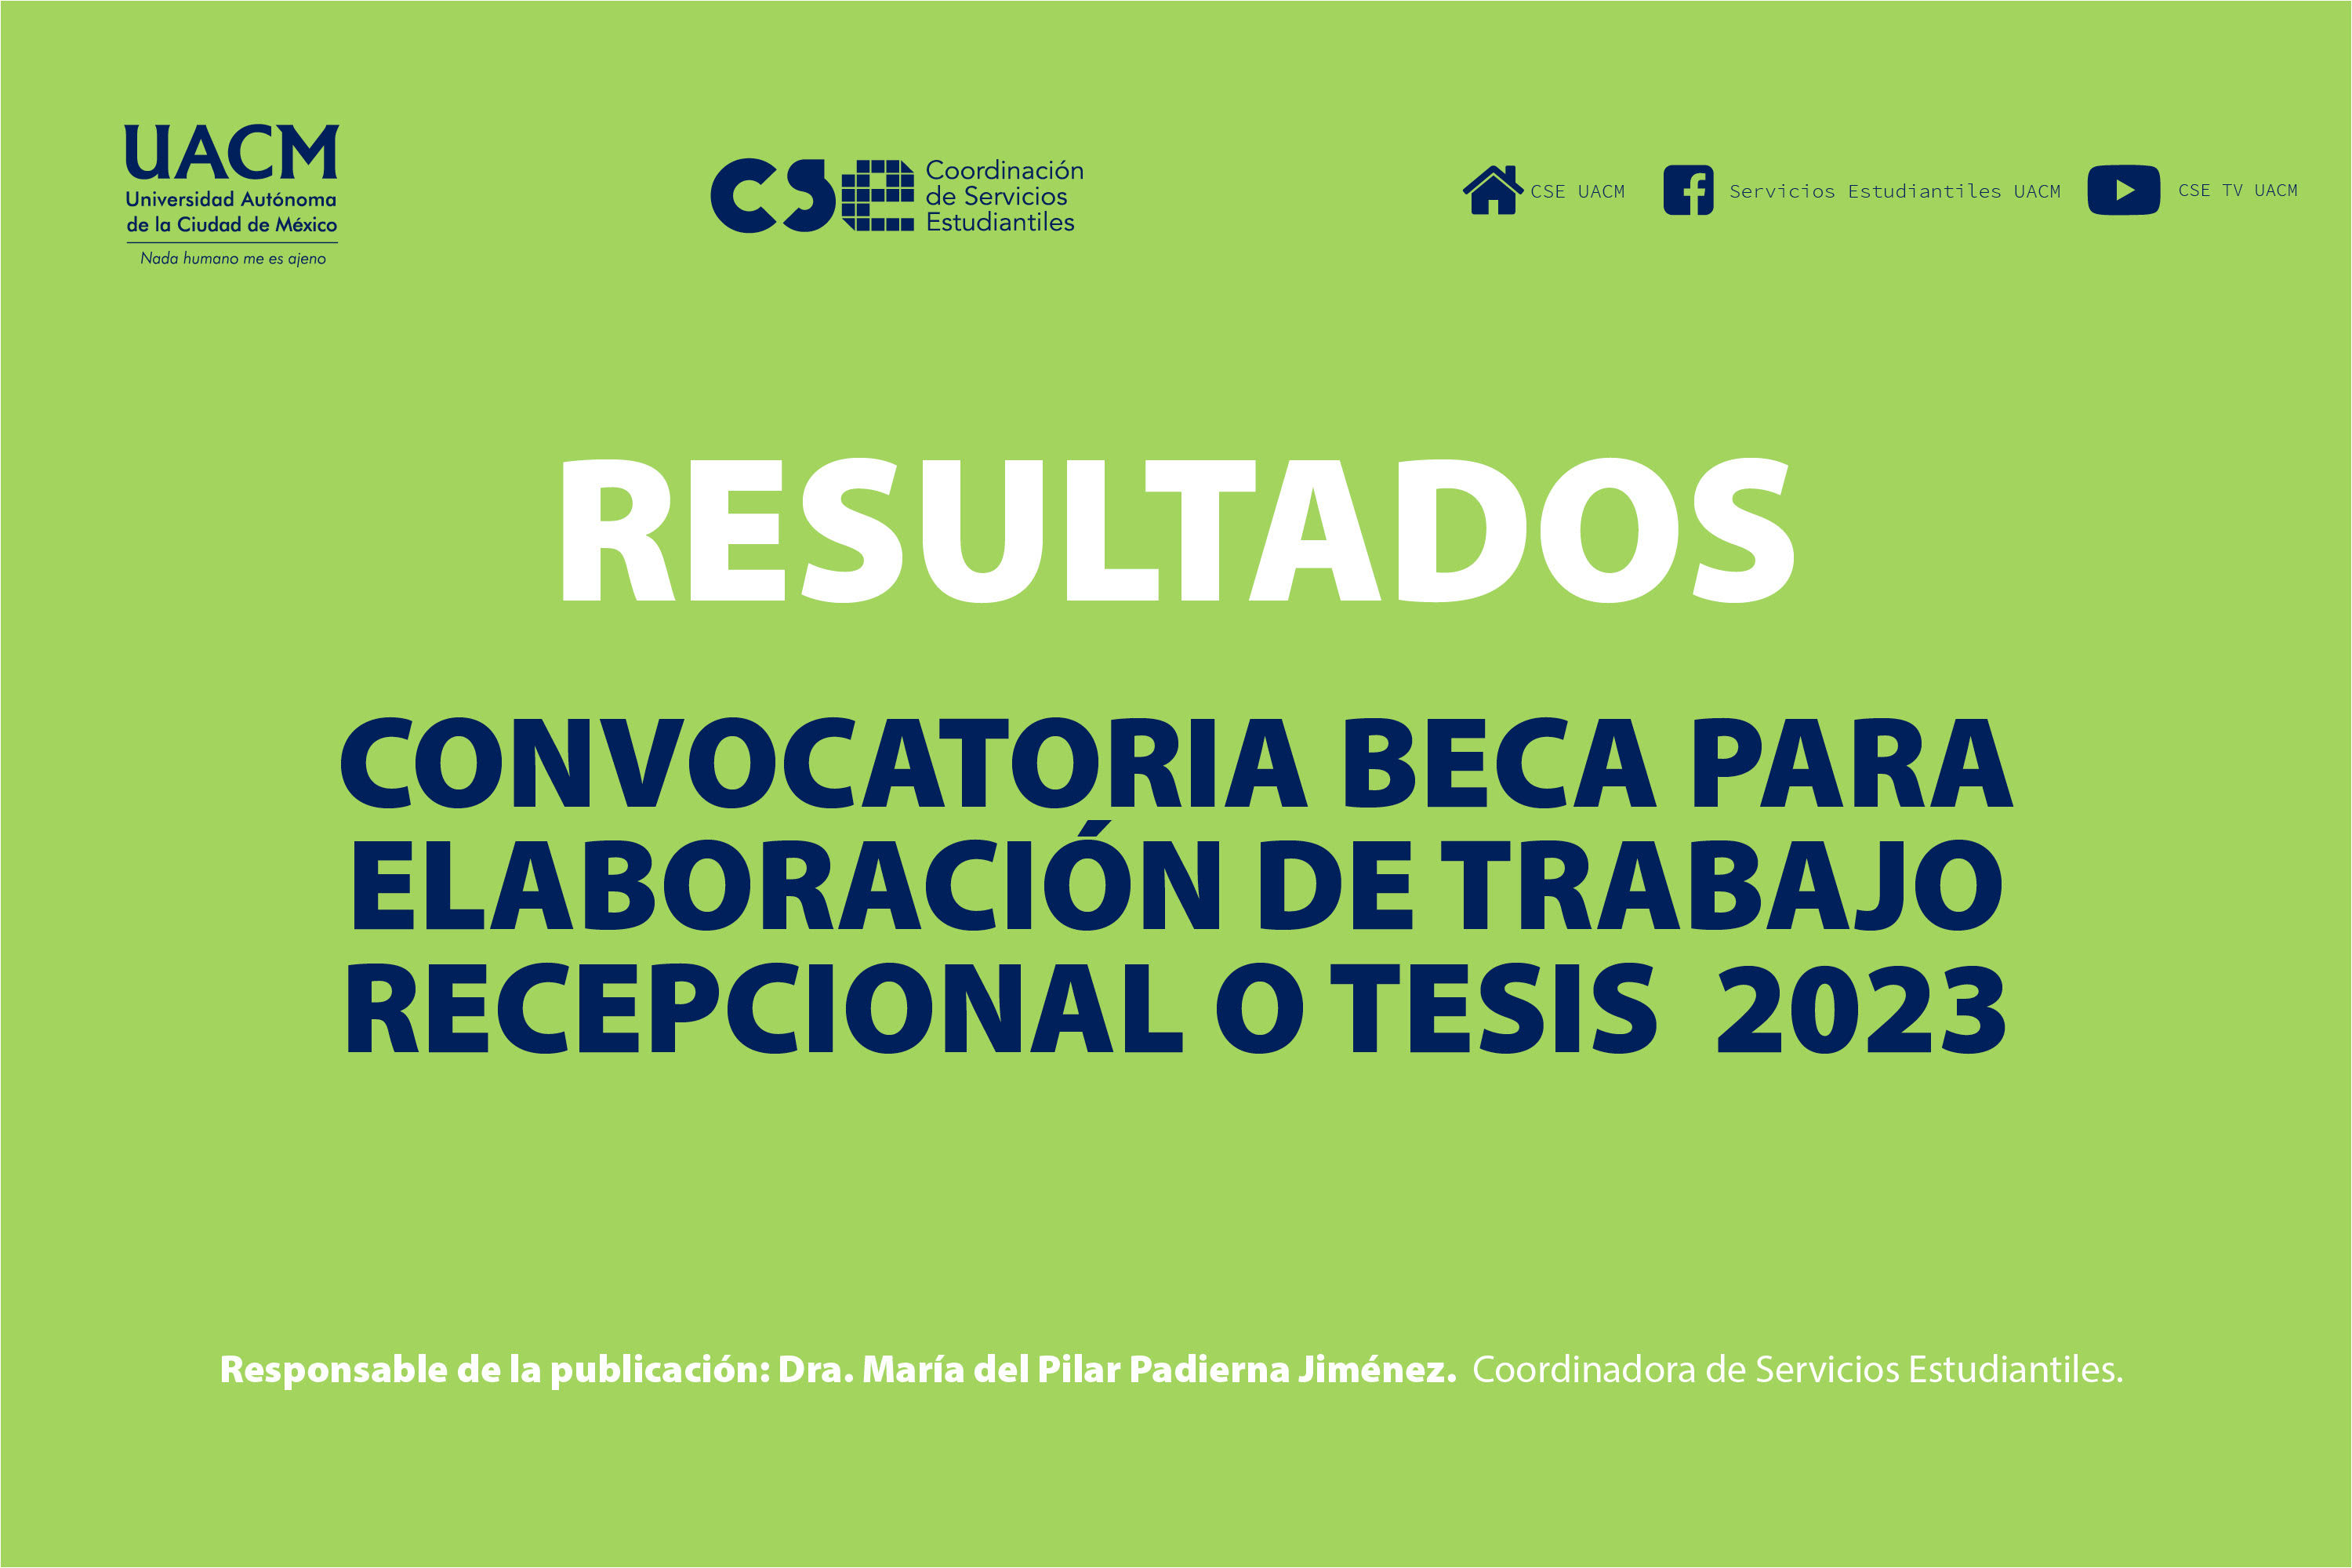 UACM
Universidad Autónoma
de la Ciudad de México
Nada humano me es ajeno
cse
Coordinación
de Servicios
Estudiantiles
CSE UACM
Servicios Estudiantiles UACM
CSE TV UACM
RESULTADOS
CONVOCATORIA BECA PARA
ELABORACIÓN DE TRABAJO
RECEPCIONAL O TESIS 2023
Responsable de la publicación: Dra. María del Pilar Padierna Jiménez. Coordinadora de Servicios Estudiantiles.